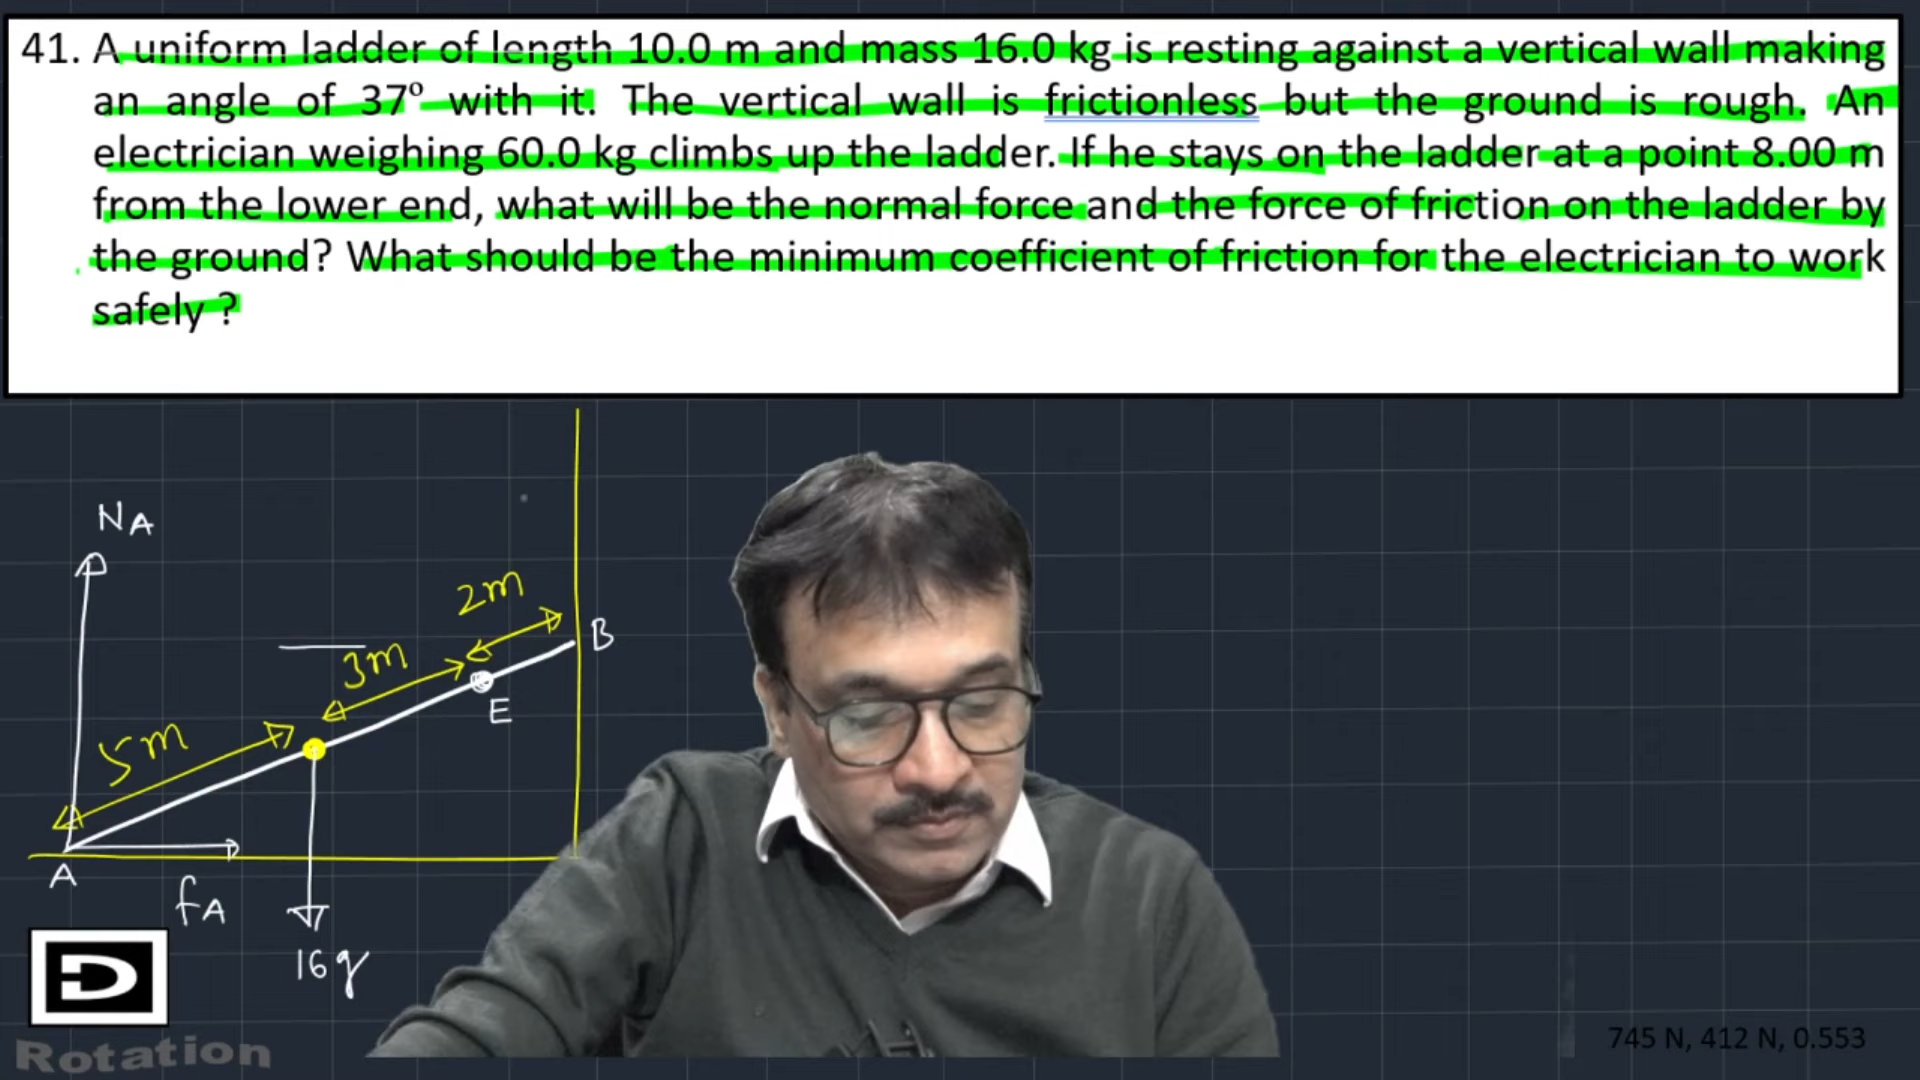 41. A uniform ladder of length 10.0 m and mass 16.0 kg is resting against a vertical wall making
an angle of 37º with it. The vertical wall is frictionless but the ground is rough. An
electrician weighing 60.0 kg climbs up the ladder. If he stays on the ladder at a point 8.00 m
from the lower end, what will be the normal force and the force of friction on the ladder by
the ground? What should be the minimum coefficient of friction for the electrician to work
safely ?
NA
2m
B
3m
E
5m
A
fA
16g
D
Rotation
745 N, 412 N, 0.553